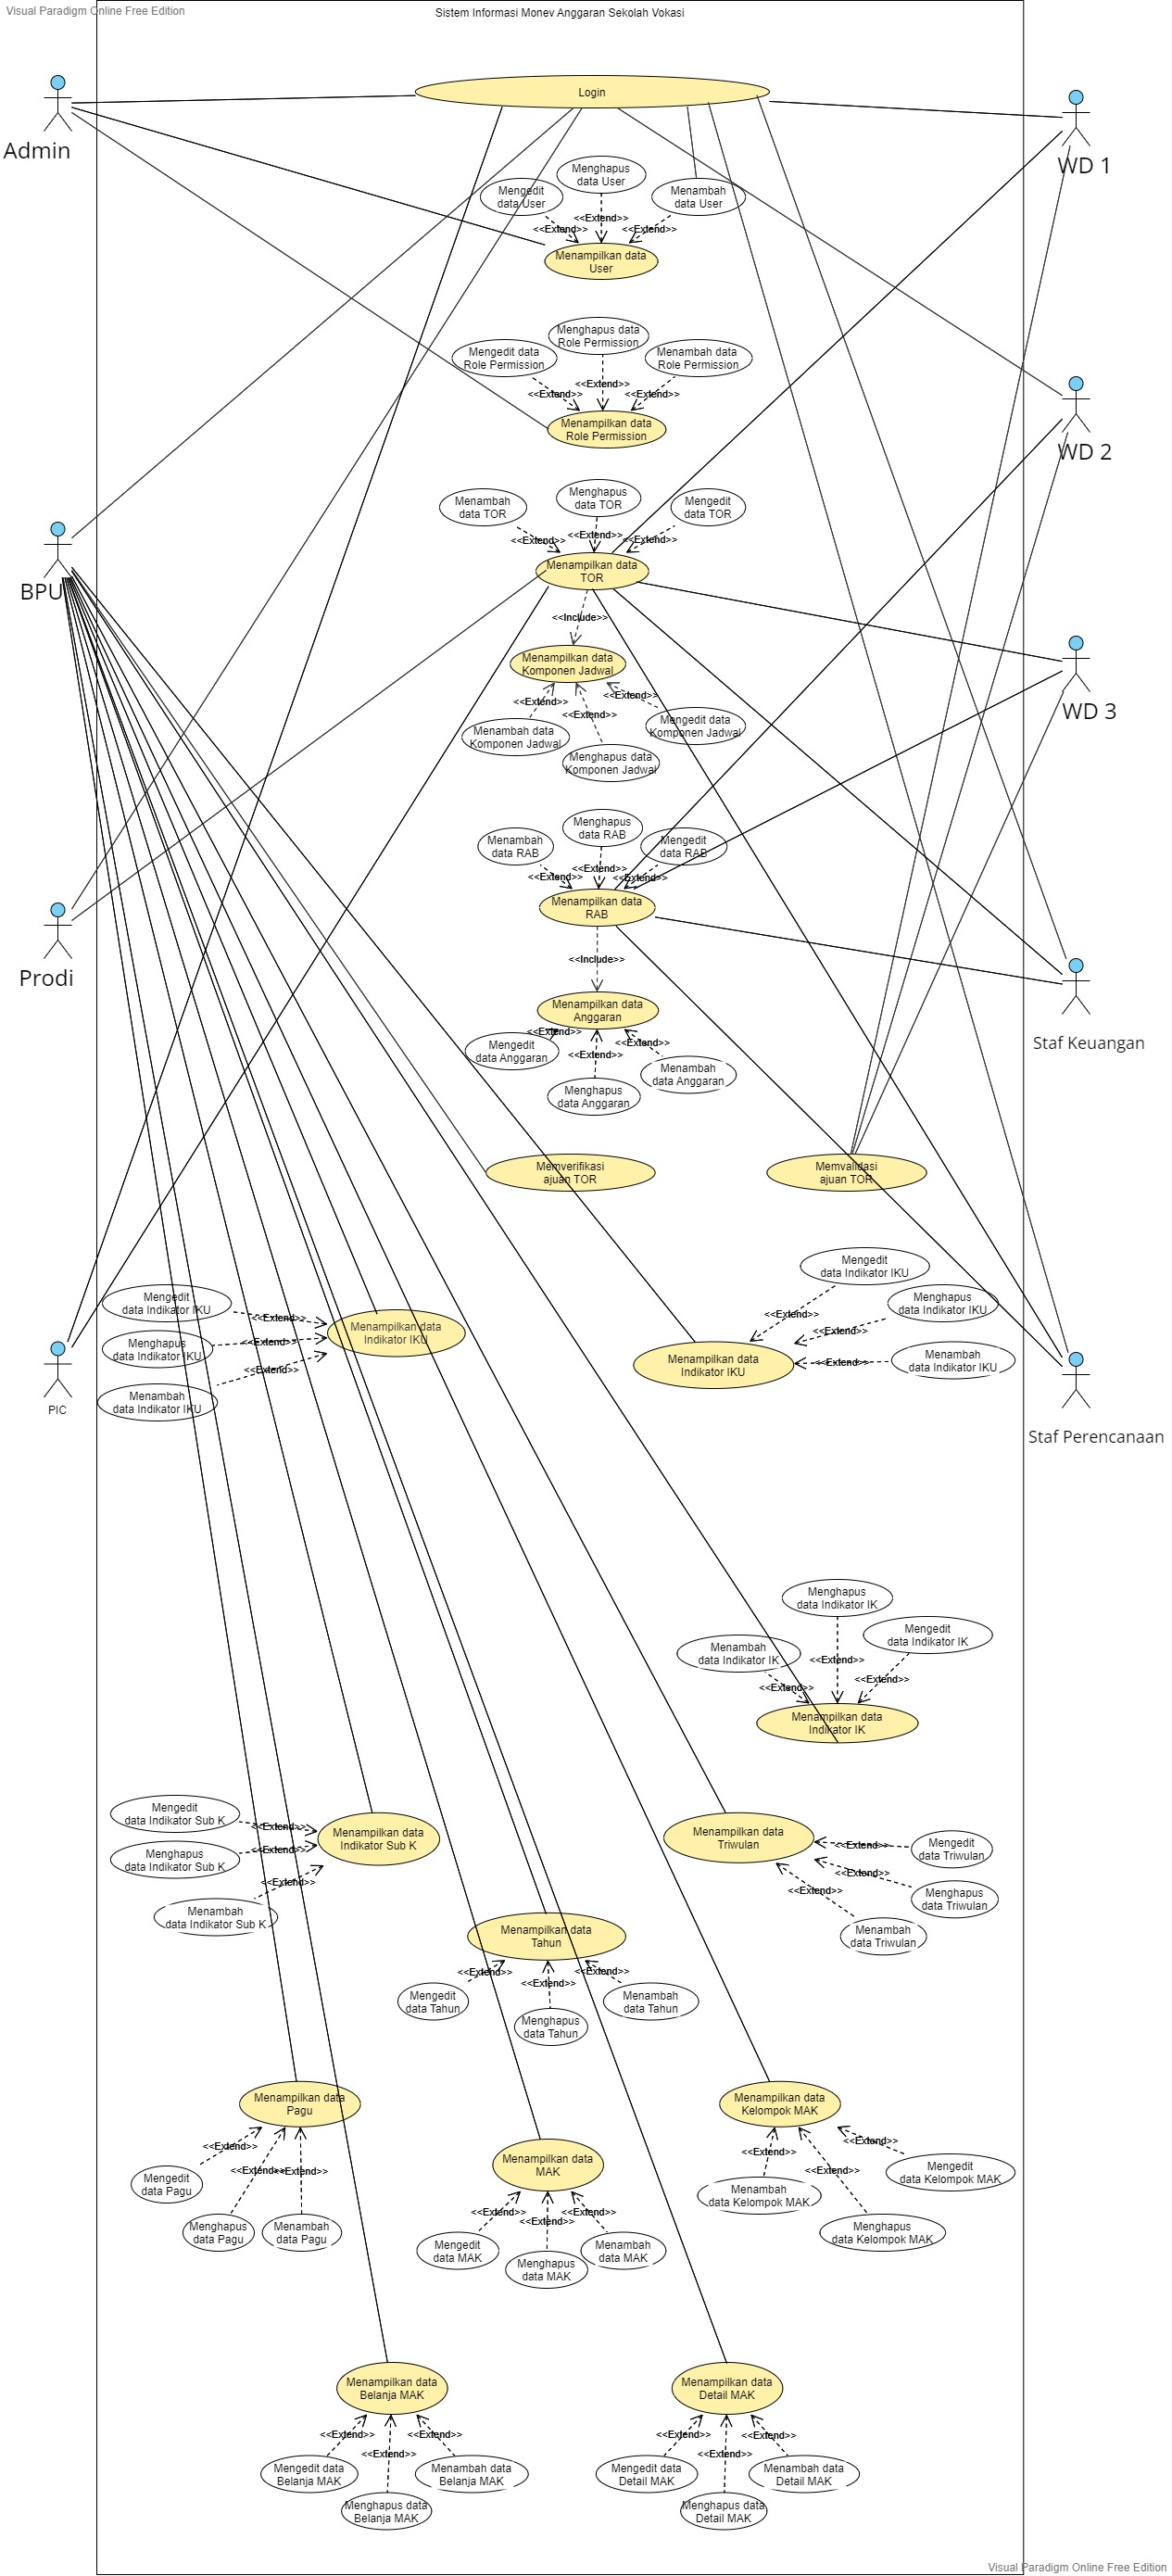 Visual Paradigm Online Free Edition
Sistem Informasi Monev Anggaran Sekolah Vokasi
Login
Admin
WD 1
Menghapus
data User
Mengedit
data User
Menambah
data User
<<Extend>>
<<Extend>>
<<Extend>>
Menampilkan data
User
Menghapus data
Role Permission
Mengedit data
Role Permission
Menambah data
Role Permission
<<Extend>>
<<Extend>>
<<Extend>>
Menampilkan data
Role Permission
WD 2
Menambah
data TOR
Menghapus
data TOR
Mengedit
data TOR
<<Extend>>
<<Extend>>
<<Extend>>
Menampilkan data
TOR
BPU
<<Include>>
Menampilkan data
Komponen Jadwal
<<Extend>>
<<Extend>>
<<Extend>>
Menambah data
Komponen Jadwal
Mengedit data
Komponen Jadwal
Menghapus data
Komponen Jadwal
WD 3
Menambah
data RAB
Menghapus
data RAB
Mengedit
data RAB
<<Extend>>
<<Extend>>
<<Extend>>
Menampilkan data
RAB
Prodi
<<Include>>
Menampilkan data
Anggaran
<<Extend>>
<<Extend>>
<<Extend>>
Mengedit
data Anggaran
Menghapus
data Anggaran
Menambah
data Anggaran
Staf Keuangan
Memverifikasi
ajuan TOR
Memvalidasi
ajuan TOR
Mengedit
data Indikator IKU
Menghapus
data Indikator IKU
Menambah
data Indikator IKU
<<Extend>>
<<Extend>>
<<Extend>>
Menampilkan data
Indikator IKU
Mengedit
data Indikator IKU
Menghapus
data Indikator IKU
Menambah
data Indikator IKU
<<Extend>>
<<Extend>>
<<Extend>>
Menampilkan data
Indikator IKU
PIC
Staf Perencanaan
Menghapus
data Indikator IK
Mengedit
data Indikator IK
Menambah
data Indikator IK
<<Extend>>
<<Extend>>
<<Extend>>
Menampilkan data
Indikator IK
Mengedit
data Indikator Sub K
Menghapus
data Indikator Sub K
Menambah
data Indikator Sub K
<<Extend>>
<<Extend>>
<<Extend>>
Menampilkan data
Indikator Sub K
Menampilkan data
Triwulan
<<Extend>>
<<Extend>>
<<Extend>>
Mengedit
data Triwulan
Menghapus
data Triwulan
Menambah
data Triwulan
Menampilkan data
Tahun
<<Extend>>
<<Extend>>
<<Extend>>
Mengedit
data Tahun
Menghapus
data Tahun
Menambah
data Tahun
Menampilkan data
Pagu
<<Extend>>
<<Extend>>
<<Extend>>
Mengedit
data Pagu
Menghapus
data Pagu
Menambah
data Pagu
Menampilkan data
Kelompok MAK
<<Extend>>
<<Extend>>
<<Extend>>
Menambah
data Kelompok MAK
Menghapus
data Kelompok MAK
Mengedit
data Kelompok MAK
Menampilkan data
MAK
<<Extend>>
<<Extend>>
<<Extend>>
Mengedit
data MAK
Menghapus
data MAK
Menambah
data MAK
Menampilkan data
Belanja MAK
<<Extend>>
<<Extend>>
<<Extend>>
Mengedit data
Belanja MAK
Menghapus data
Belanja MAK
Menambah data
Belanja MAK
Menampilkan data
Detail MAK
<<Extend>>
<<Extend>>
<<Extend>>
Mengedit data
Detail MAK
Menghapus data
Detail MAK
Menambah data
Detail MAK
Visual Paradigm Online Free Edition